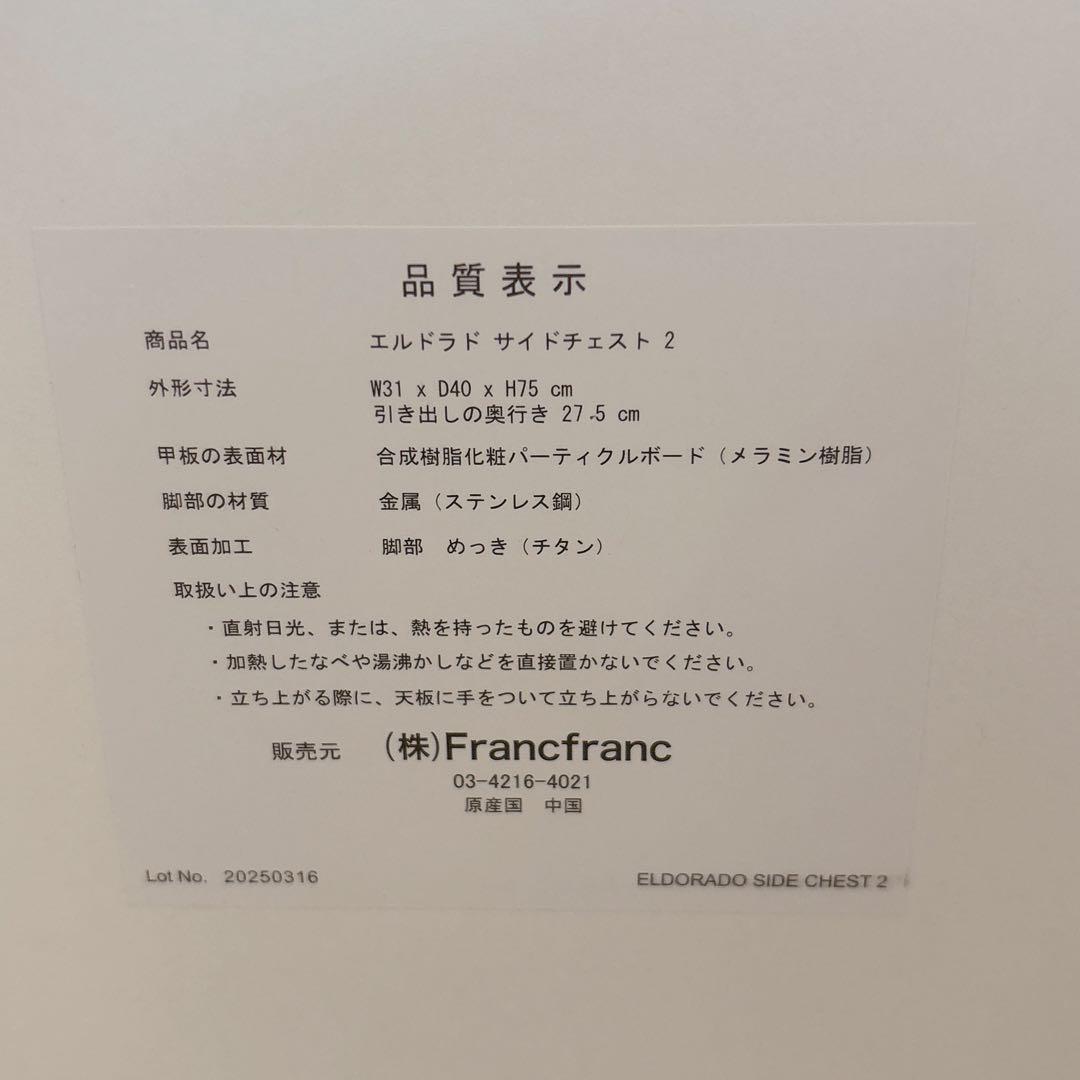 品質表示
商品名 エルドラド サイドチェスト 2
外形寸法 W31 x D40 x H75 cm
引き出しの奥行き 27.5 cm
甲板の表面材 合成樹脂化粧パーティクルボード（メラミン樹脂）
脚部の材質 金属（ステンレス鋼）
表面加工 脚部 めっき（チタン）
取扱い上の注意
・直射日光、または、熱を持ったものを避けてください。
・加熱したなべや湯沸かしなどを直接置かないでください。
・立ち上がる際に、天板に手をついて立ち上がらないでください。
販売元 (株)Francfranc
03-4216-4021
原産国 中国
Lot No. 20250316 ELDORADO SIDE CHEST 2